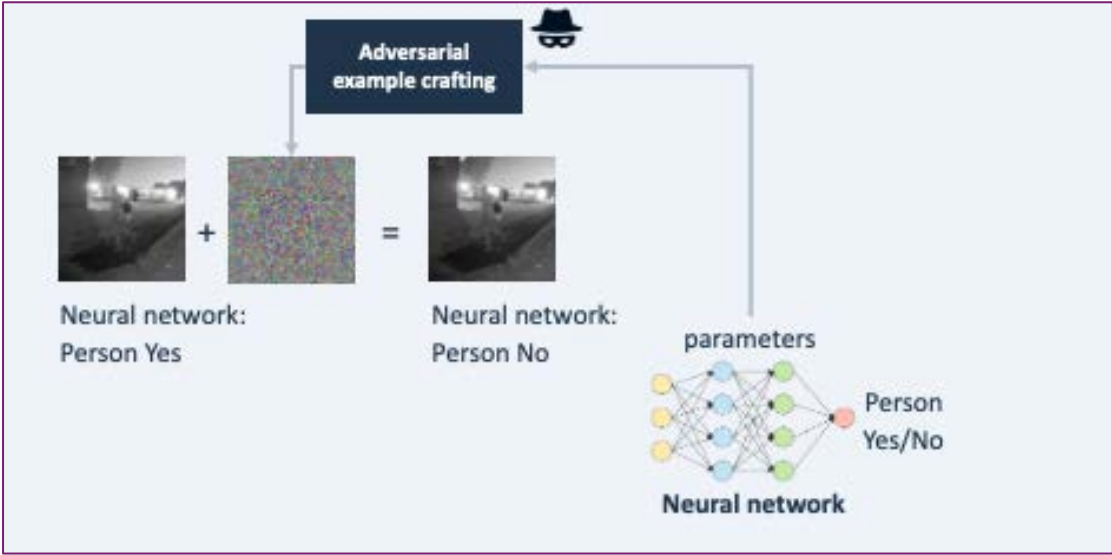 Adversarial
example crafting
+
=
Neural network:
Person Yes
Neural network:
Person No
parameters
Person
Yes/No
Neural network